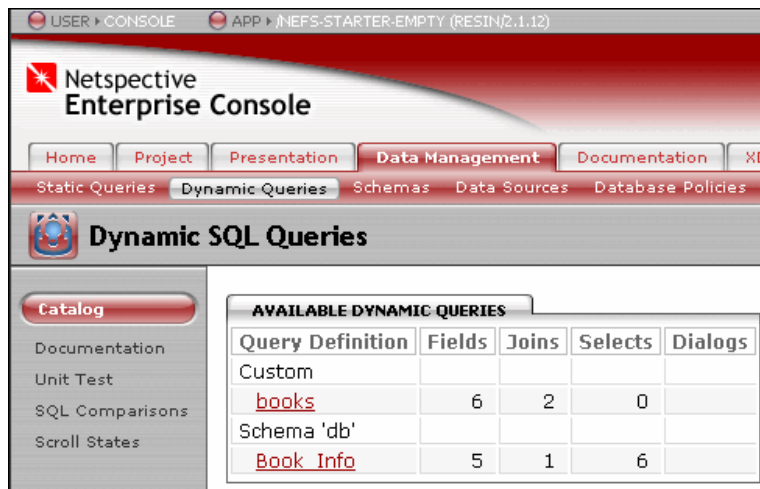 USER CONSOLE APP /NEFS-STARTER-EMPTY (RESIN/2.1.12)
Netspective
Enterprise Console
Home Project Presentation Data Management Documentation
Static Queries Dynamic Queries Schemas Data Sources Database Policies
Dynamic SQL Queries
Catalog
Documentation
Unit Test
SQL Comparisons
Scroll States
AVAILABLE DYNAMIC QUERIES
Query Definition Fields Joins Selects Dialogs
Custom
books 6 2 0
Schema 'db'
Book_Info 5 1 6